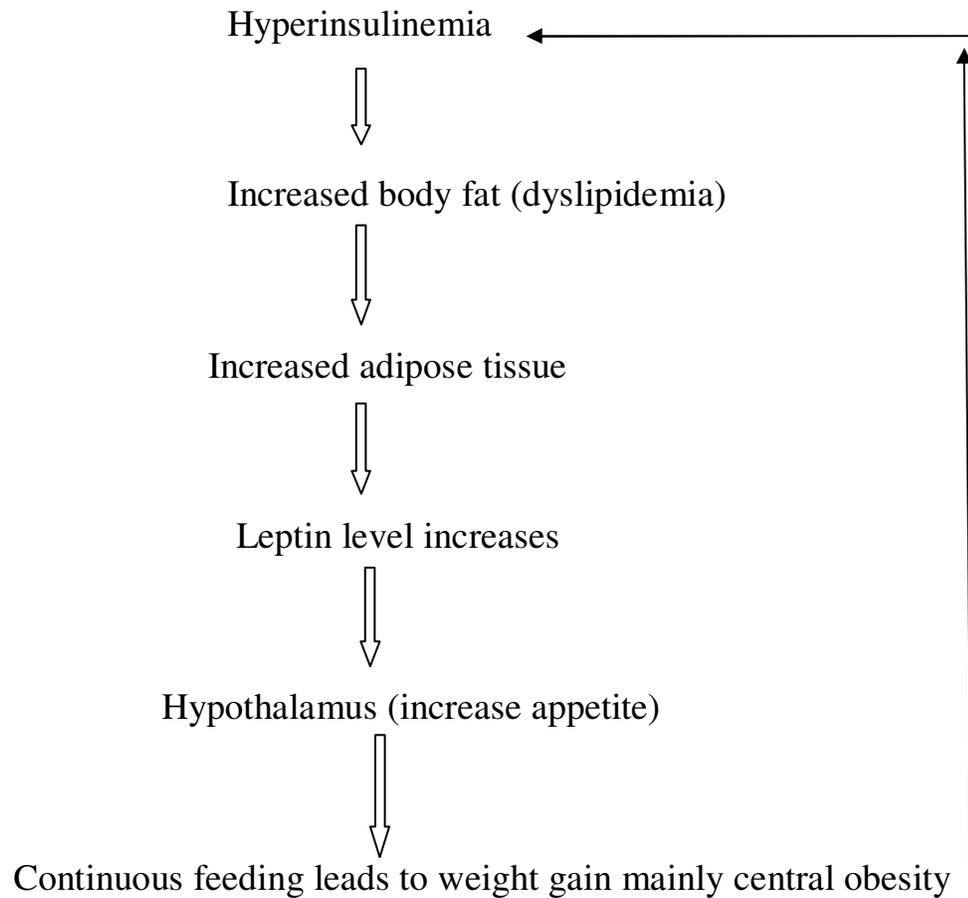 Hyperinsulinemia
Increased body fat (dyslipidemia)
Increased adipose tissue
Leptin level increases
Hypothalamus (increase appetite)
Continuous feeding leads to weight gain mainly central obesity